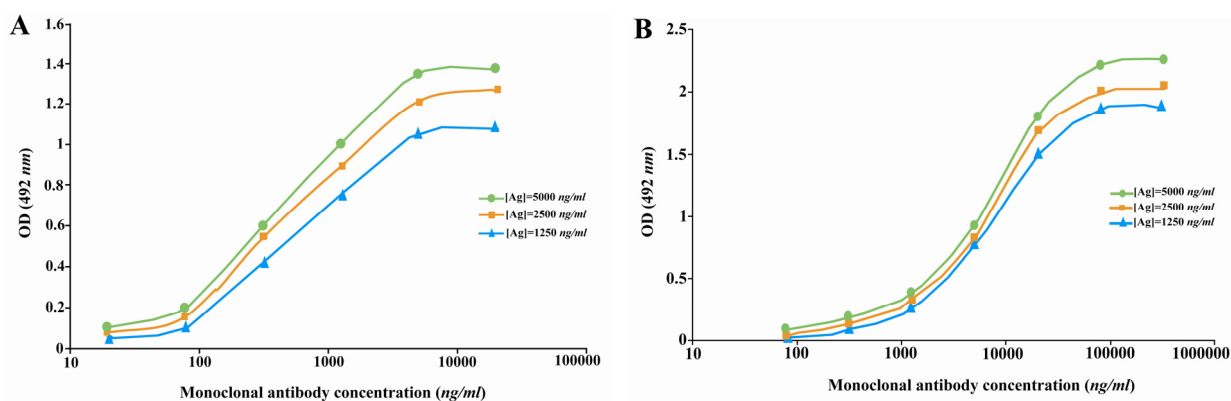 A
OD (492 nm)
1.6
1.4
1.2
1
0.8
0.6
0.4
0.2
0
10
100
1000
10000
100000
Monoclonal antibody concentration (ng/ml)
[Ag]=5000 ng/ml
[Ag]=2500 ng/ml
[Ag]=1250 ng/ml
B
OD (492 nm)
2.5
2
1.5
1
0.5
0
10
100
1000
10000
100000
1000000
Monoclonal antibody concentration (ng/ml)
[Ag]=5000 ng/ml
[Ag]=2500 ng/ml
[Ag]=1250 ng/ml